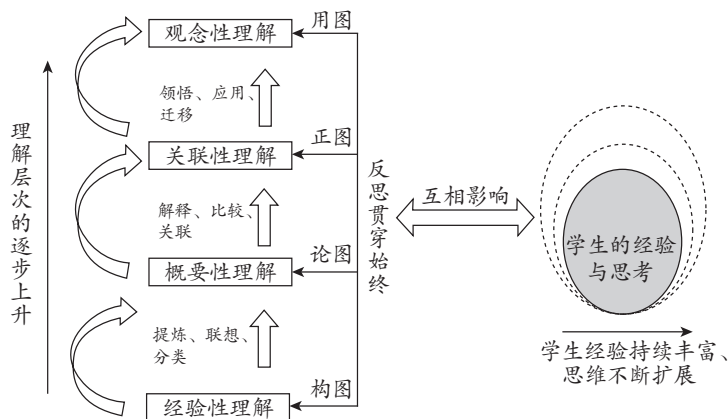 用图
观念性理解
领悟、应用、
迁移
正图
关联性理解
解释、比较、
关联
论图
概要性理解
提炼、联想、
分类
构图
经验性理解
理解层次的逐步上升
反思贯穿始终
互相影响
学生的经验
与思考
学生经验持续丰富、
思维不断扩展